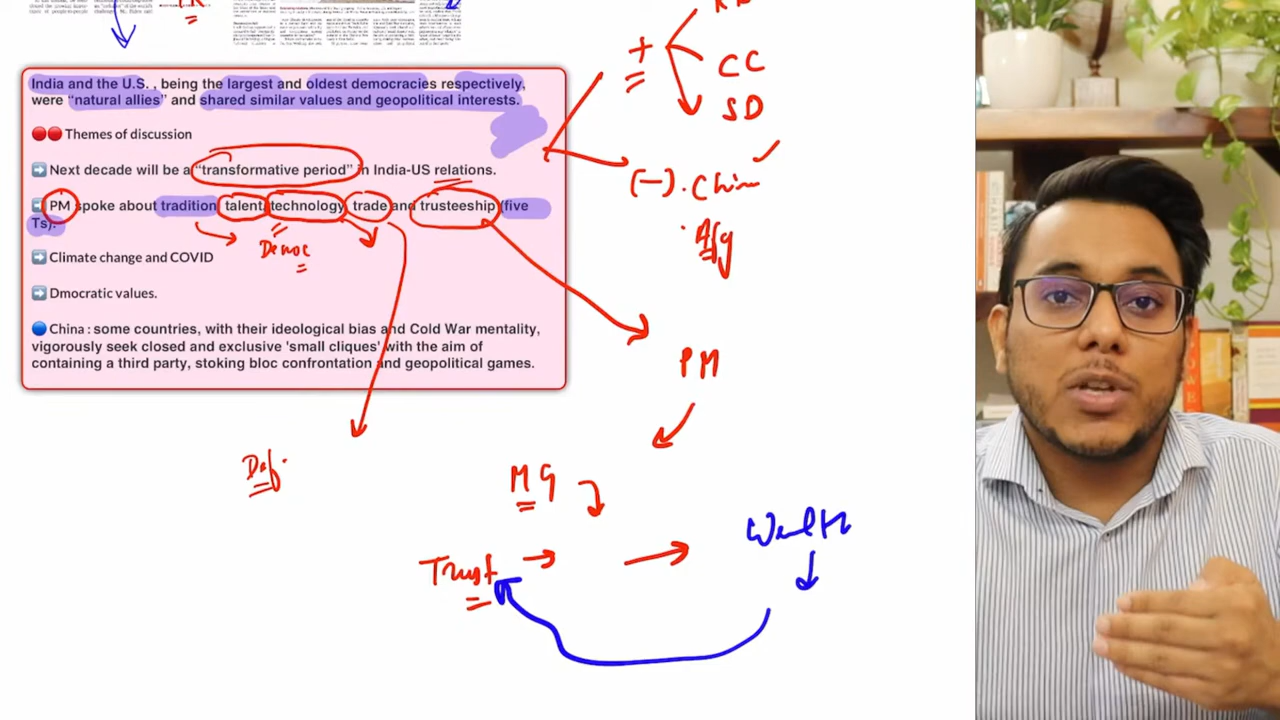 India and the U.S. , being the largest and oldest democracies respectively,
were “natural allies” and shared similar values and geopolitical interests.
Themes of discussion
Next decade will be a “transformative period” in India-US relations.
PM spoke about tradition talent technology trade and trusteeship (five
Ts).
Climate change and COVID
Dmocratic values.
China : some countries, with their ideological bias and Cold War mentality,
vigorously seek closed and exclusive 'small cliques' with the aim of
containing a third party, stoking bloc confrontation and geopolitical games.
+
CC
SD
(-) . China
. Afg
Democ
PM
Def.
MG
Trust
Wealth